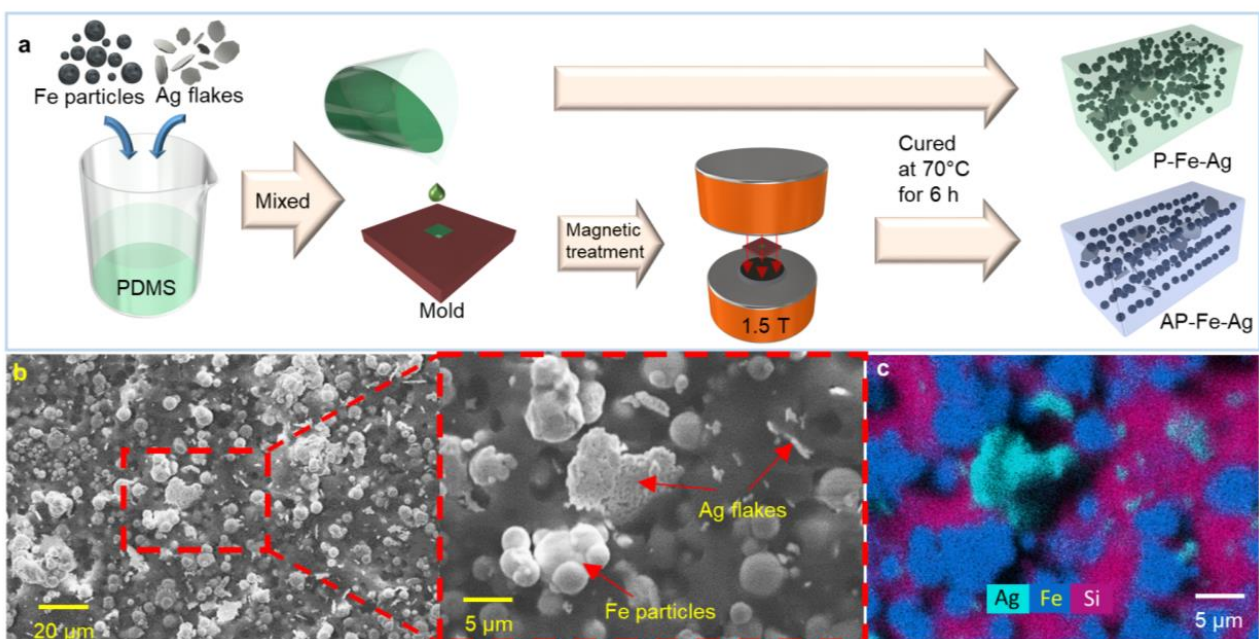 a
Fe particles
Ag flakes
PDMS
Mixed
Mold
Magnetic
treatment
1.5 T
Cured
at 70°C
for 6 h
P-Fe-Ag
AP-Fe-Ag
b
20 µm
Ag flakes
Fe particles
5 µm
c
Ag Fe Si
5 µm